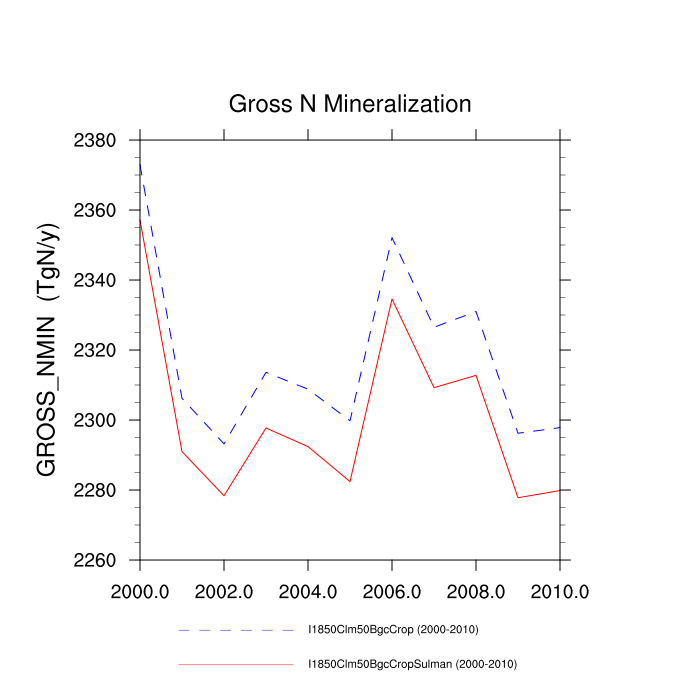 Gross N Mineralization
GROSS_NMIN (TgN/y)
2380
2360
2340
2320
2300
2280
2260
2000.0 2002.0 2004.0 2006.0 2008.0 2010.0
I1850Clm50BgcCrop (2000-2010)
I1850Clm50BgcCropSulman (2000-2010)